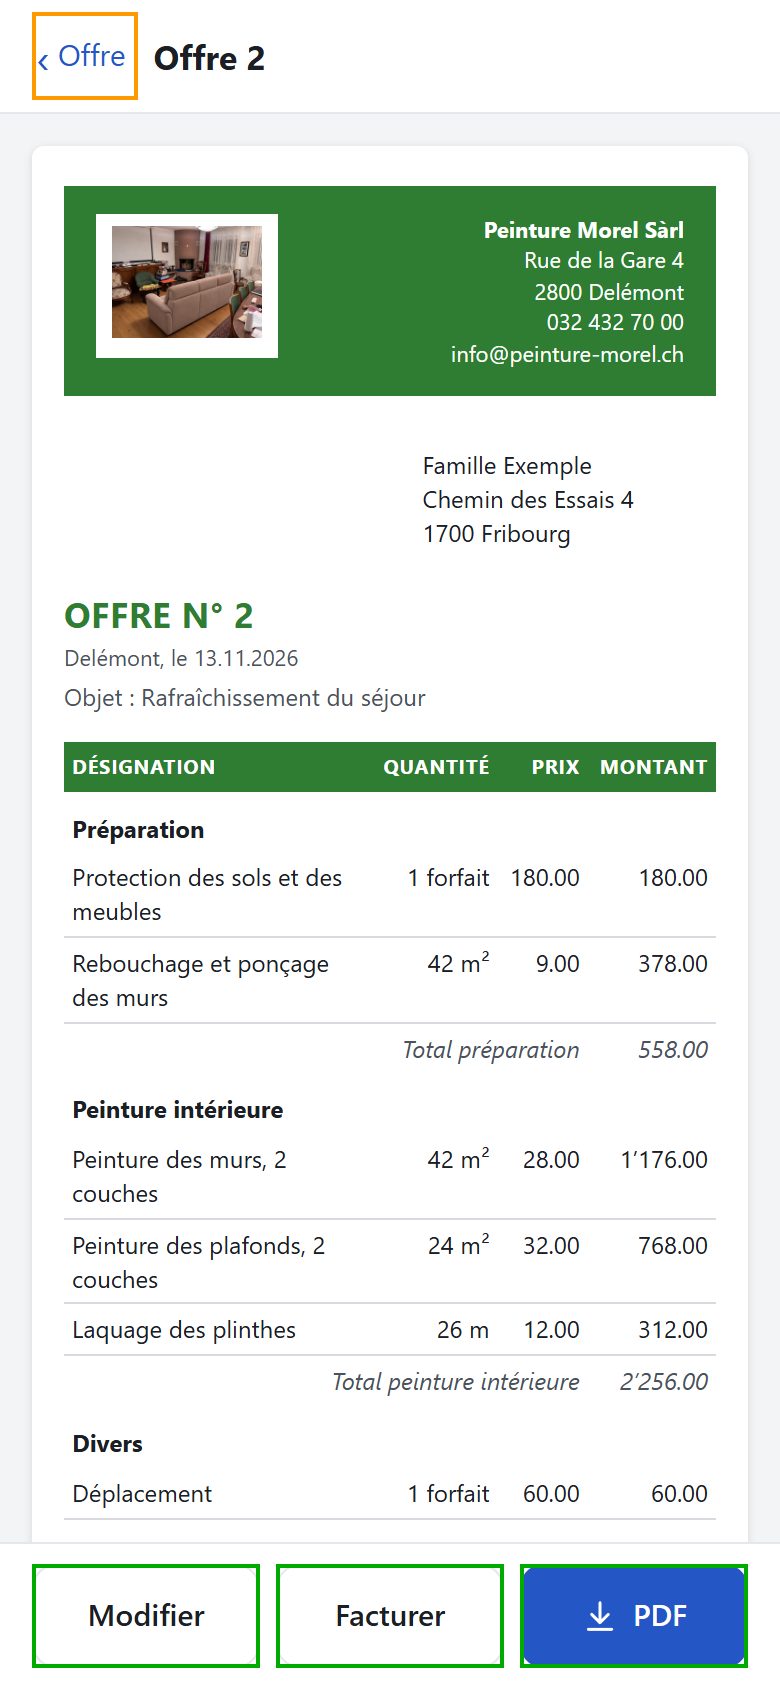 ‹ Offre
Offre 2
Peinture Morel Sàrl
Rue de la Gare 4
2800 Delémont
032 432 70 00
info@peinture-morel.ch
Famille Exemple
Chemin des Essais 4
1700 Fribourg
OFFRE N° 2
Delémont, le 13.11.2026
Objet : Rafraîchissement du séjour
DÉSIGNATION QUANTITÉ PRIX MONTANT
Préparation
Protection des sols et des 1 forfait 180.00 180.00
meubles
Rebouchage et ponçage 42 m² 9.00 378.00
des murs
Total préparation 558.00
Peinture intérieure
Peinture des murs, 2 42 m² 28.00 1’176.00
couches
Peinture des plafonds, 2 24 m² 32.00 768.00
couches
Laquage des plinthes 26 m 12.00 312.00
Total peinture intérieure 2’256.00
Divers
Déplacement 1 forfait 60.00 60.00
Modifier Facturer PDF